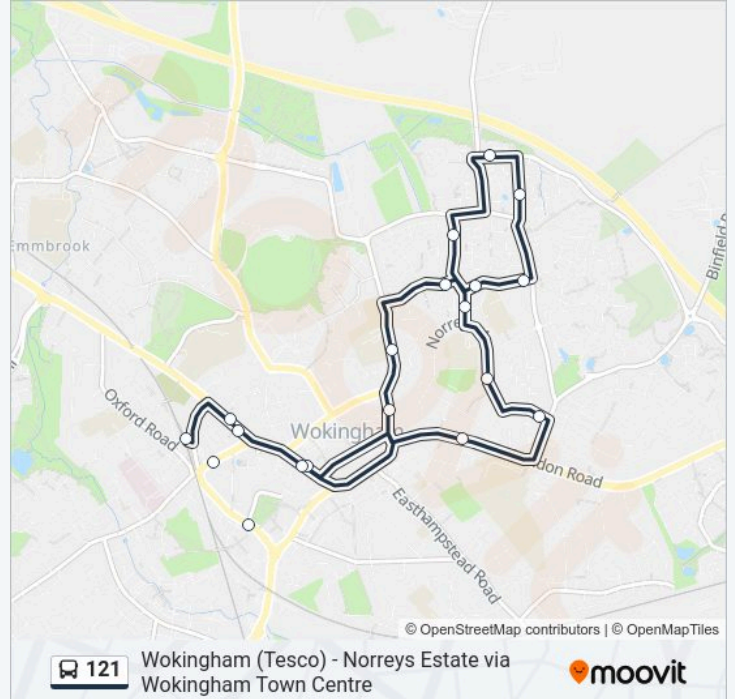 Emmbrook
Binfield
Norre
Oxford Road
Wokingham
don Road
Easthampstead Road
© OpenStreetMap contributors | © OpenMapTiles
121
Wokingham (Tesco) - Norreys Estate via
Wokingham Town Centre
moovit